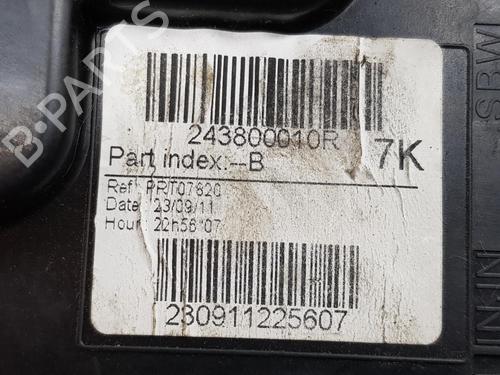 B-PARTS
243800010R
7K
Part index:--B
Ref: PRT07620
Date: 23/09/11
Hour: 22h56:07
230911225607